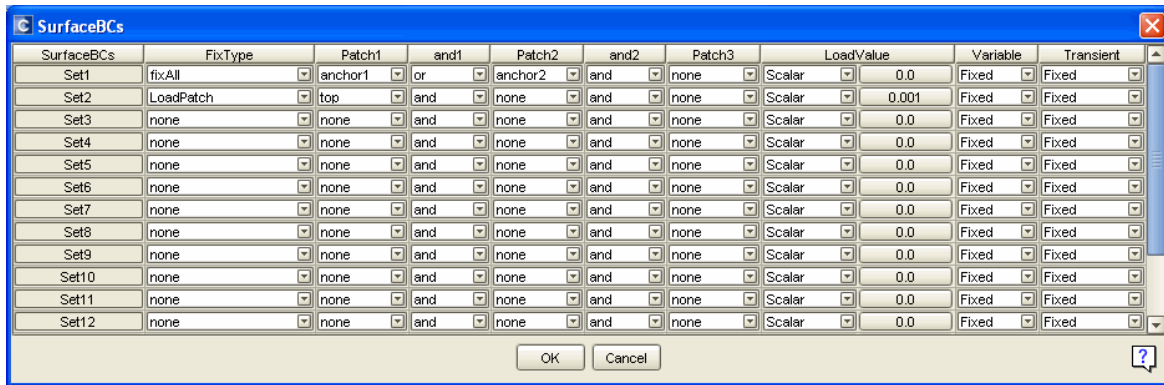 SurfaceBCs
SurfaceBCs FixType Patch1 and1 Patch2 and2 Patch3 LoadValue Variable Transient
Set1 fixAll anchor1 or anchor2 and none Scalar 0.0 Fixed Fixed
Set2 LoadPatch top and none and none Scalar 0.001 Fixed Fixed
Set3 none none and none and none Scalar 0.0 Fixed Fixed
Set4 none none and none and none Scalar 0.0 Fixed Fixed
Set5 none none and none and none Scalar 0.0 Fixed Fixed
Set6 none none and none and none Scalar 0.0 Fixed Fixed
Set7 none none and none and none Scalar 0.0 Fixed Fixed
Set8 none none and none and none Scalar 0.0 Fixed Fixed
Set9 none none and none and none Scalar 0.0 Fixed Fixed
Set10 none none and none and none Scalar 0.0 Fixed Fixed
Set11 none none and none and none Scalar 0.0 Fixed Fixed
Set12 none none and none and none Scalar 0.0 Fixed Fixed
OK Cancel ?